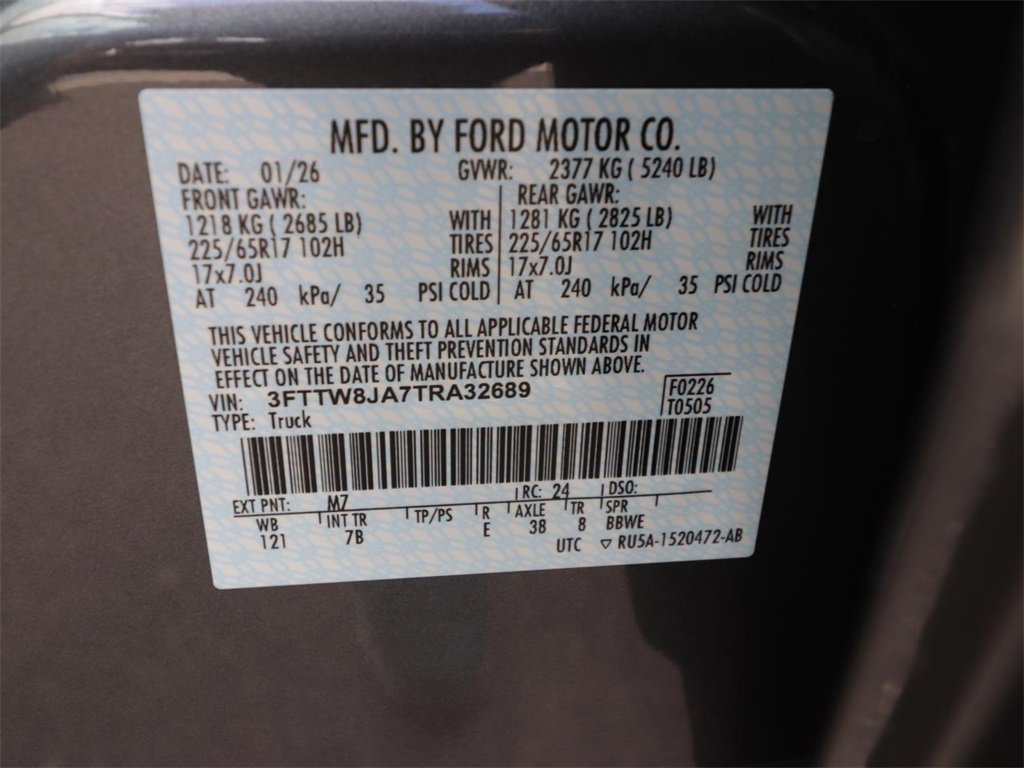 MFD. BY FORD MOTOR CO.
DATE: 01/26 GVWR: 2377 KG ( 5240 LB)
FRONT GAWR: REAR GAWR:
1218 KG ( 2685 LB) WITH 1281 KG ( 2825 LB) WITH
225/65R17 102H TIRES 225/65R17 102H TIRES
17x7.0J RIMS 17x7.0J RIMS
AT 240 kPa/ 35 PSI COLD AT 240 kPa/ 35 PSI COLD
THIS VEHICLE CONFORMS TO ALL APPLICABLE FEDERAL MOTOR
VEHICLE SAFETY AND THEFT PREVENTION STANDARDS IN
EFFECT ON THE DATE OF MANUFACTURE SHOWN ABOVE.
VIN: 3FTTW8JA7TRA32689 F0226
TYPE: Truck T0505
EXT PNT: M7 RC: 24 DSO:
WB INT TR TP/PS R AXLE TR SPR
121 7B E 38 8 BBWE
UTC ▽ RU5A-1520472-AB